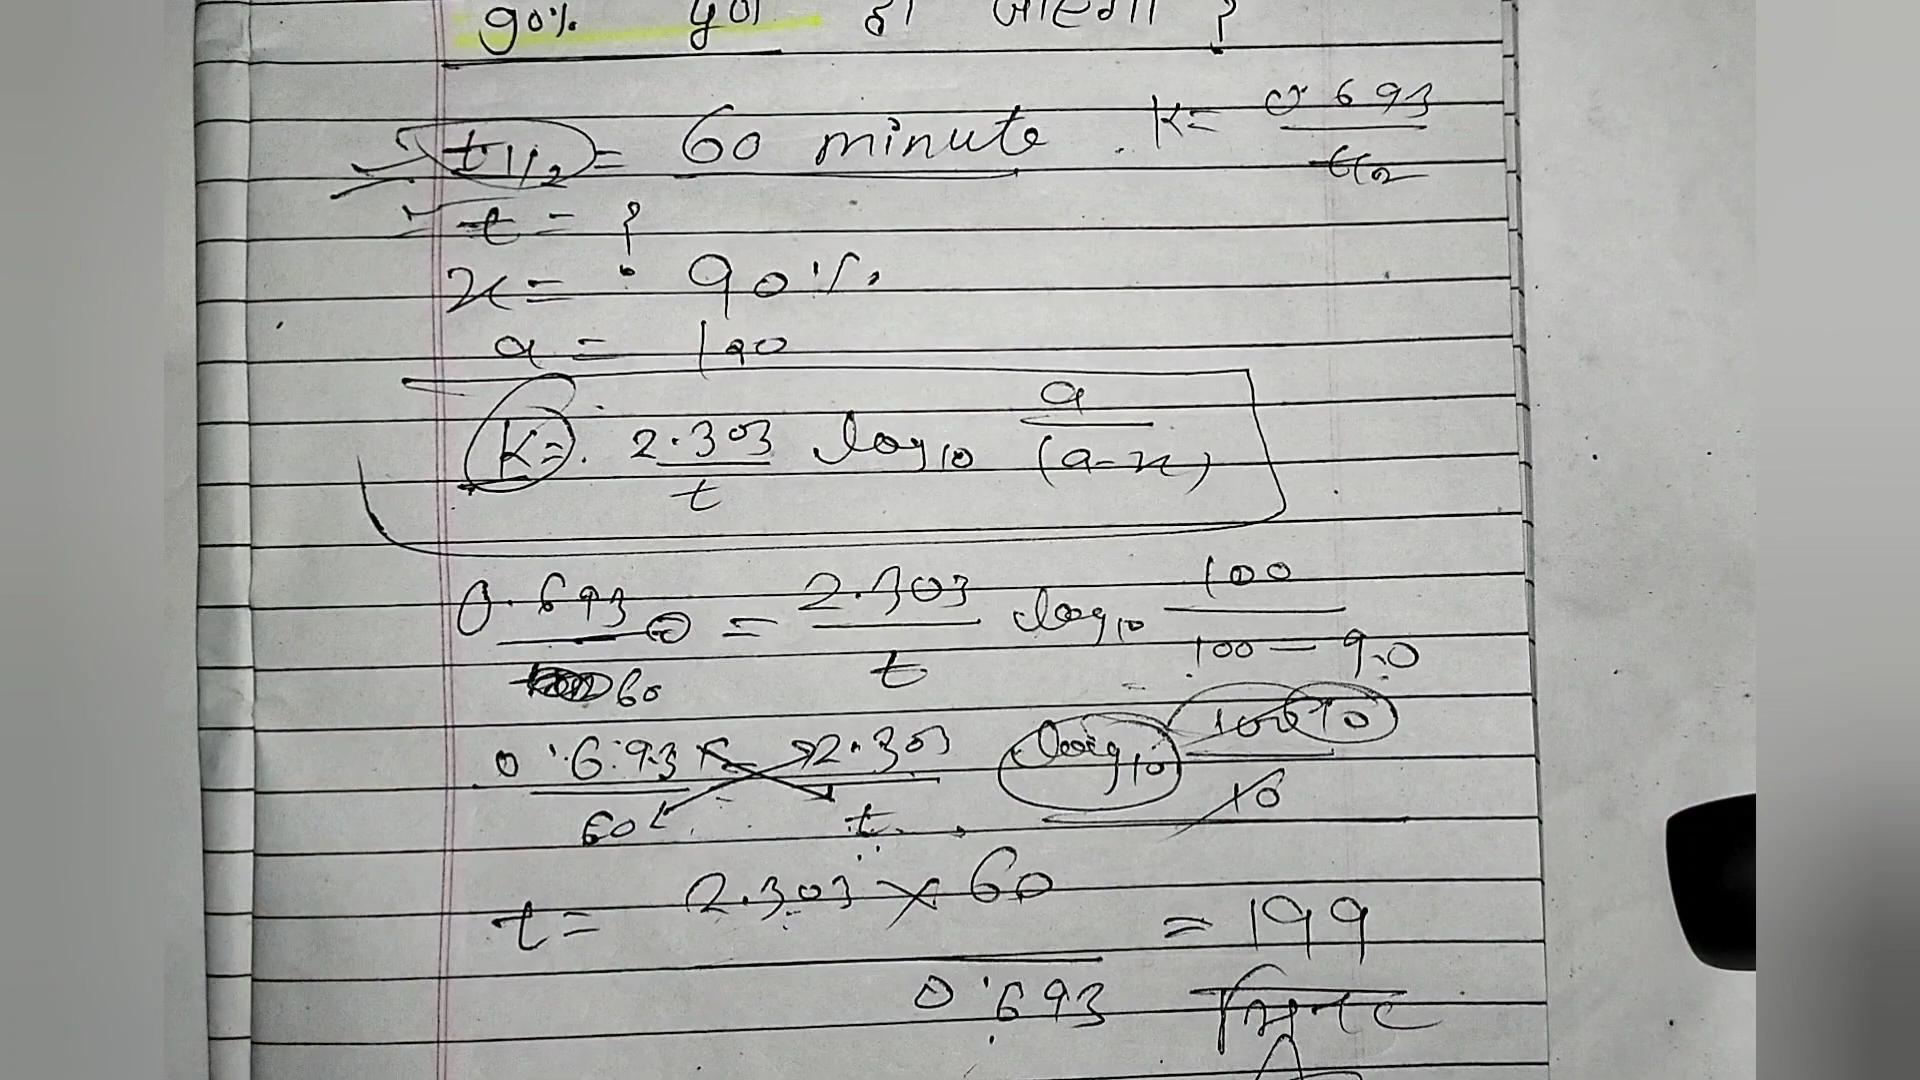 90% पूर्ण हो जाएगा ?
t1/2 = 60 minute . K = 0.693 / t1/2
t = ?
x = 90%
a = 100
K = 2.303 / t log10 a / (a-x)
0.693 / 60 = 2.303 / t log10 100 / 100 - 90
0.693 / 60 = 2.303 / t log10 100 10 / 10
t = 2.303 × 60 / 0.693 = 199
मिनट